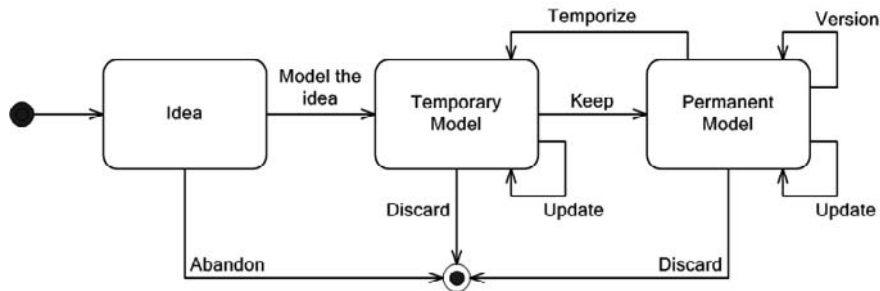 Temporize
Version
Model the
idea
Idea
Temporary
Model
Keep
Permanent
Model
Discard
Update
Update
Abandon
Discard